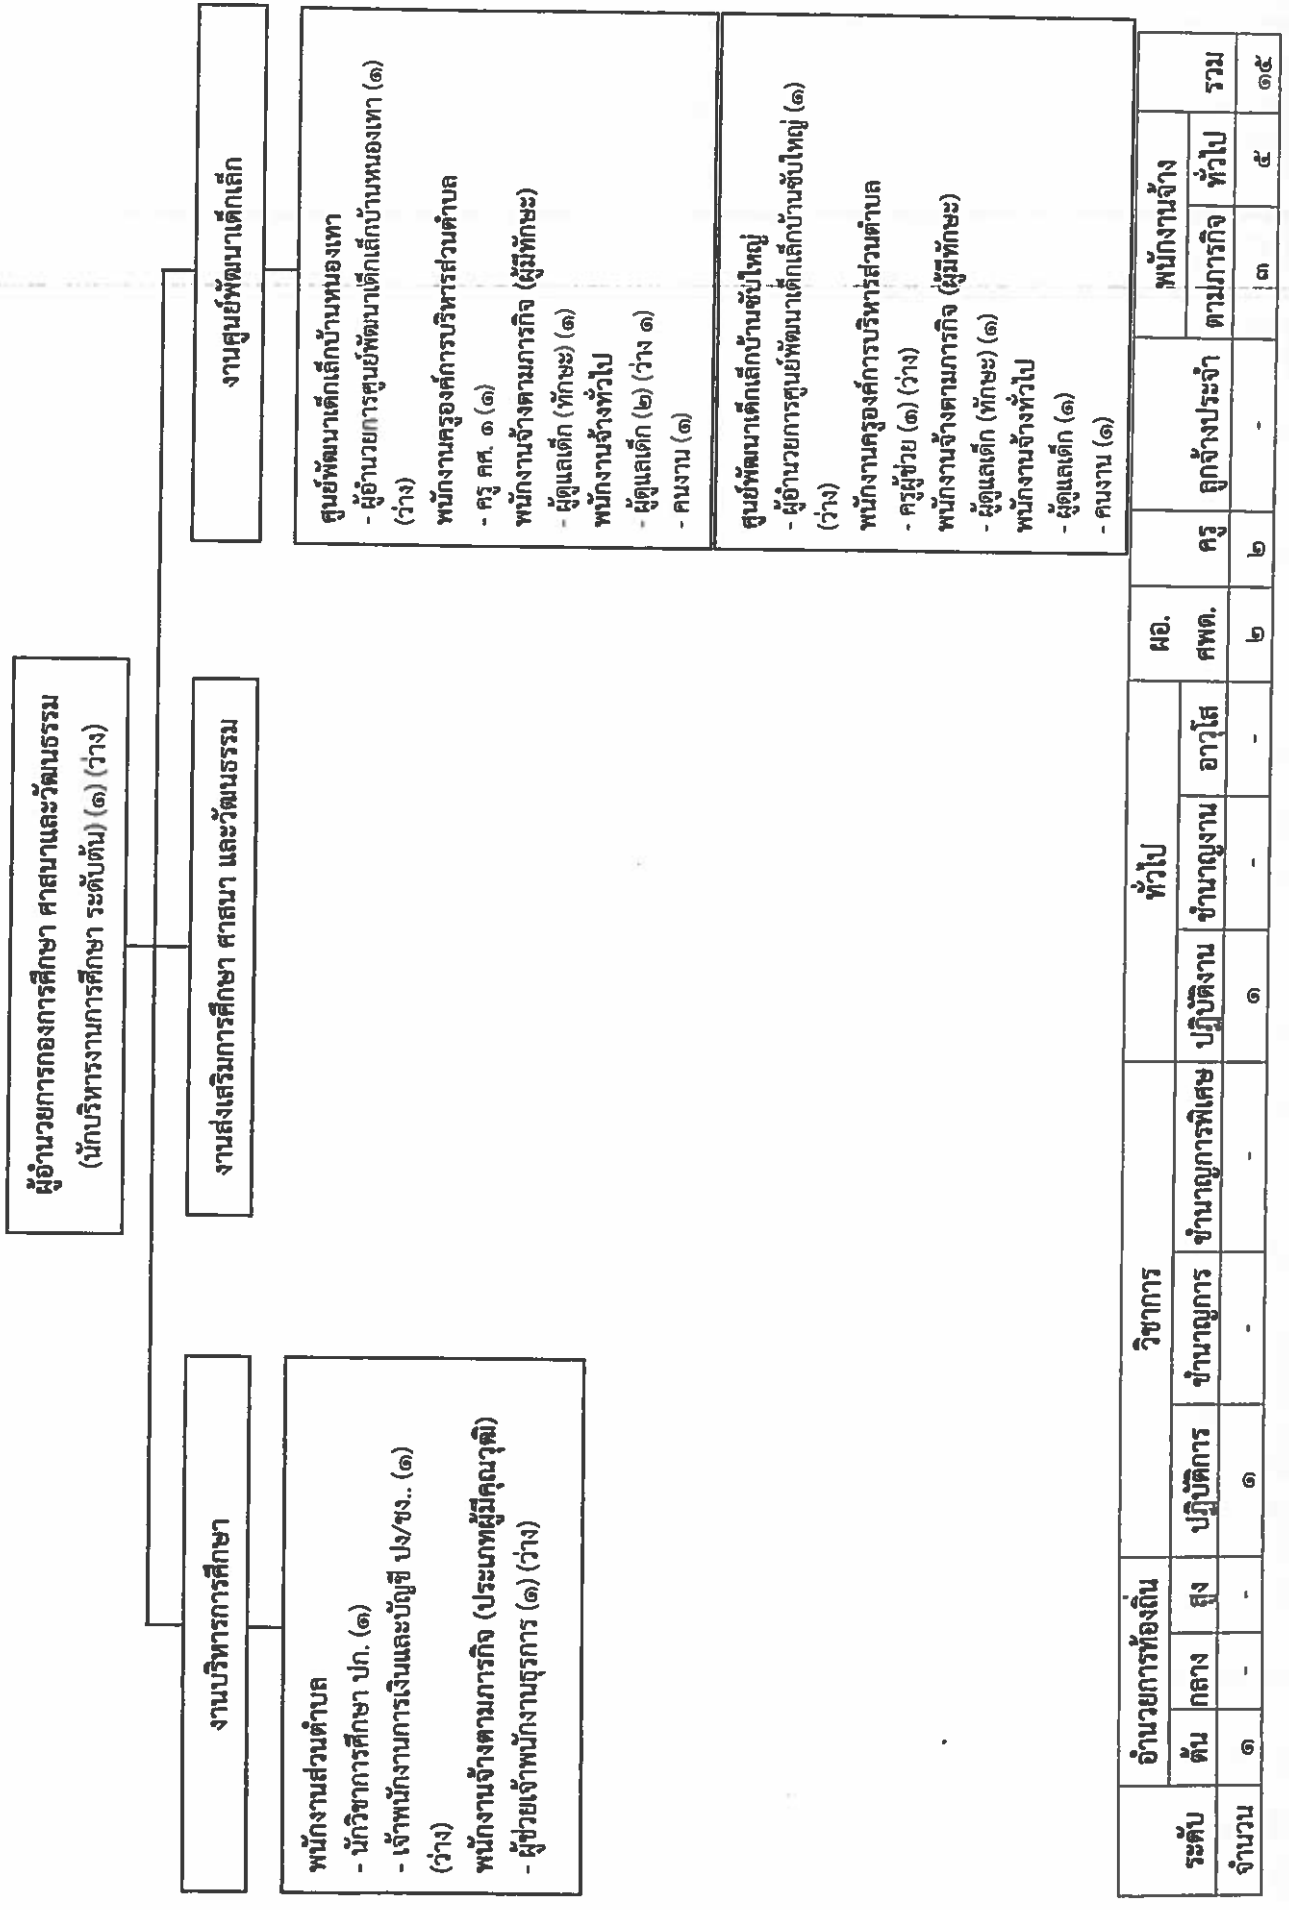 ผู้อำนวยการกองการศึกษา ศาสนาและวัฒนธรรม
(นักบริหารงานการศึกษา ระดับต้น) (๑) (ว่าง)
งานบริหารการศึกษา
งานส่งเสริมการศึกษา ศาสนา และวัฒนธรรม
งานศูนย์พัฒนาเด็กเล็ก
พนักงานส่วนตำบล
- นักวิชาการศึกษา ปก. (๑)
- เจ้าพนักงานการเงินและบัญชี ปง/ชง.. (๑)
(ว่าง)
พนักงานจ้างตามภารกิจ (ประเภทผู้มีคุณวุฒิ)
- ผู้ช่วยเจ้าพนักงานธุรการ (๑) (ว่าง)
ศูนย์พัฒนาเด็กเล็กบ้านหนองเทา
- ผู้อำนวยการศูนย์พัฒนาเด็กเล็กบ้านหนองเทา (๑)
(ว่าง)
พนักงานครูองค์การบริหารส่วนตำบล
- ครู คศ. ๑ (๑)
พนักงานจ้างตามภารกิจ (ผู้มีทักษะ)
- ผู้ดูแลเด็ก (ทักษะ) (๑)
พนักงานจ้างทั่วไป
- ผู้ดูแลเด็ก (๒) (ว่าง ๑)
- คนงาน (๑)
ศูนย์พัฒนาเด็กเล็กบ้านซับใหญ่
- ผู้อำนวยการศูนย์พัฒนาเด็กเล็กบ้านซับใหญ่ (๑)
(ว่าง)
พนักงานครูองค์การบริหารส่วนตำบล
- ครูผู้ช่วย (๑) (ว่าง)
พนักงานจ้างตามภารกิจ (ผู้มีทักษะ)
- ผู้ดูแลเด็ก (ทักษะ) (๑)
พนักงานจ้างทั่วไป
- ผู้ดูแลเด็ก (๑)
- คนงาน (๑)
ระดับ อำนวยการท้องถิ่น วิชาการ ทั่วไป ผอ. ศพด. ครู ลูกจ้างประจำ พนักงานจ้าง รวม
ต้น กลาง สูง ปฏิบัติการ ชำนาญการ ชำนาญการพิเศษ ปฏิบัติงาน ชำนาญงาน อาวุโส ตามภารกิจ ทั่วไป
จำนวน ๑ - - ๑ - - ๑ - - ๒ ๒ - ๓ ๕ ๑๕